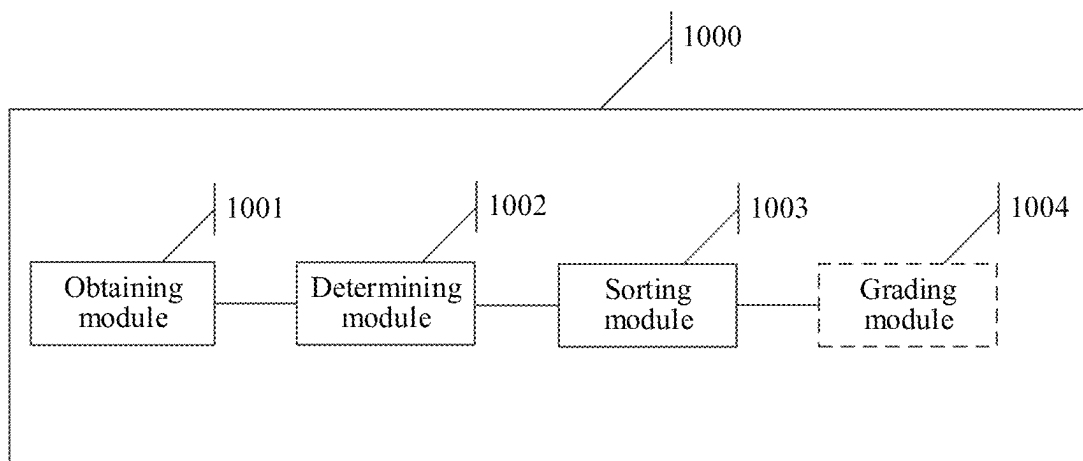 1000
1001
1002
1003
1004
Obtaining
module
Determining
module
Sorting
module
Grading
module